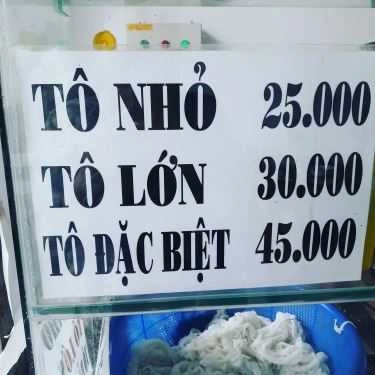 TÔ NHỎ 25.000
TÔ LỚN 30.000
TÔ ĐẶC BIỆT 45.000